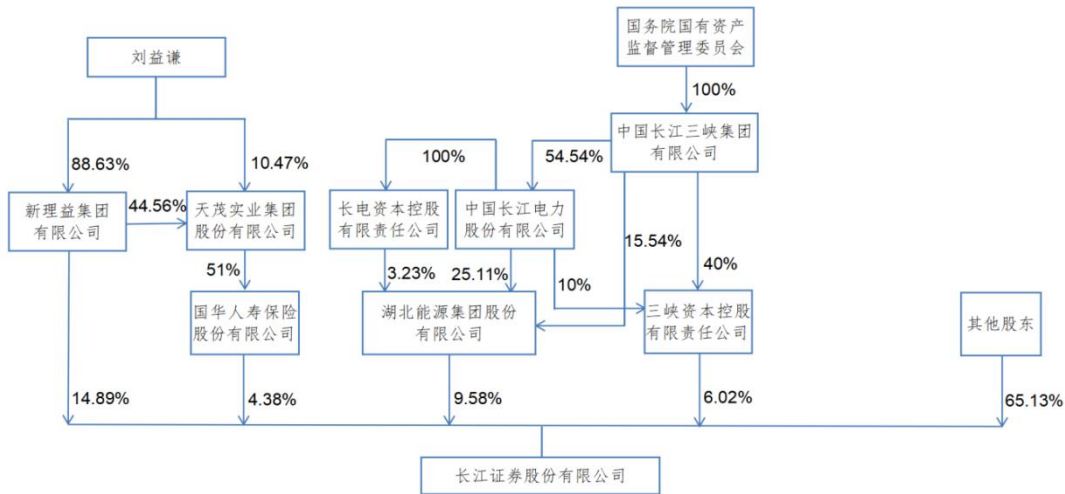 国务院国有资产
监督管理委员会
刘益谦
100%
中国长江三峡集团
有限公司
88.63%
10.47%
100%
54.54%
新理益集团
有限公司
44.56%
天茂实业集团
股份有限公司
长电资本控股
有限责任公司
中国长江电力
股份有限公司
15.54%
40%
51%
3.23%
25.11%
10%
国华人寿保险
股份有限公司
湖北能源集团股份
有限公司
三峡资本控股
有限责任公司
其他股东
14.89%
4.38%
9.58%
6.02%
65.13%
长江证券股份有限公司